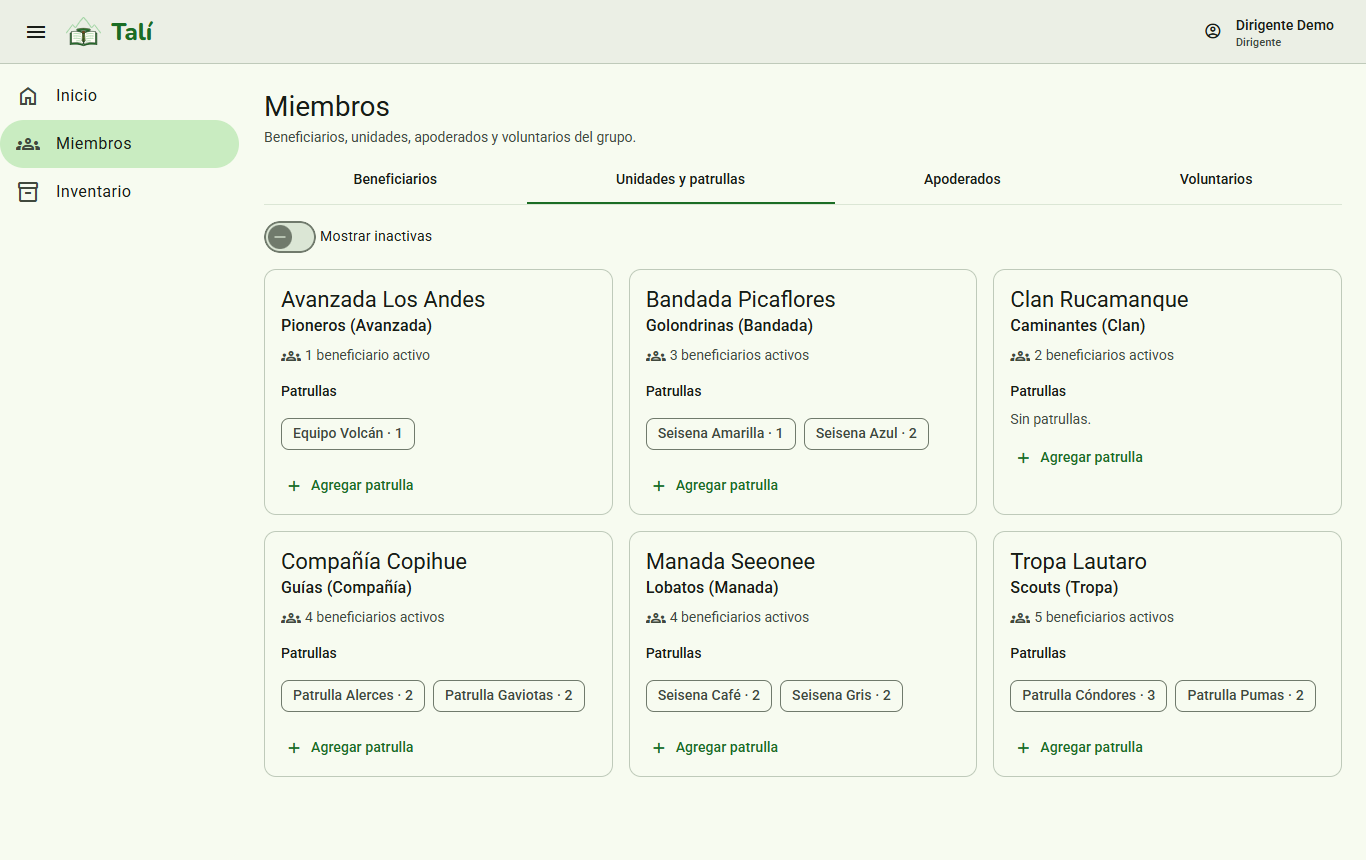 Talí
Dirigente Demo
Dirigente
Inicio
Miembros
Inventario
Miembros
Beneficiarios, unidades, apoderados y voluntarios del grupo.
Beneficiarios
Unidades y patrullas
Apoderados
Voluntarios
Mostrar inactivas
Avanzada Los Andes
Pioneros (Avanzada)
1 beneficiario activo
Patrullas
Equipo Volcán · 1
Agregar patrulla
Bandada Picaflores
Golondrinas (Bandada)
3 beneficiarios activos
Patrullas
Seisena Amarilla · 1
Seisena Azul · 2
Agregar patrulla
Clan Rucamanque
Caminantes (Clan)
2 beneficiarios activos
Patrullas
Sin patrullas.
Agregar patrulla
Compañía Copihue
Guías (Compañía)
4 beneficiarios activos
Patrullas
Patrulla Alerces · 2
Patrulla Gaviotas · 2
Agregar patrulla
Manada Seeonee
Lobatos (Manada)
4 beneficiarios activos
Patrullas
Seisena Café · 2
Seisena Gris · 2
Agregar patrulla
Tropa Lautaro
Scouts (Tropa)
5 beneficiarios activos
Patrullas
Patrulla Cóndores · 3
Patrulla Pumas · 2
Agregar patrulla